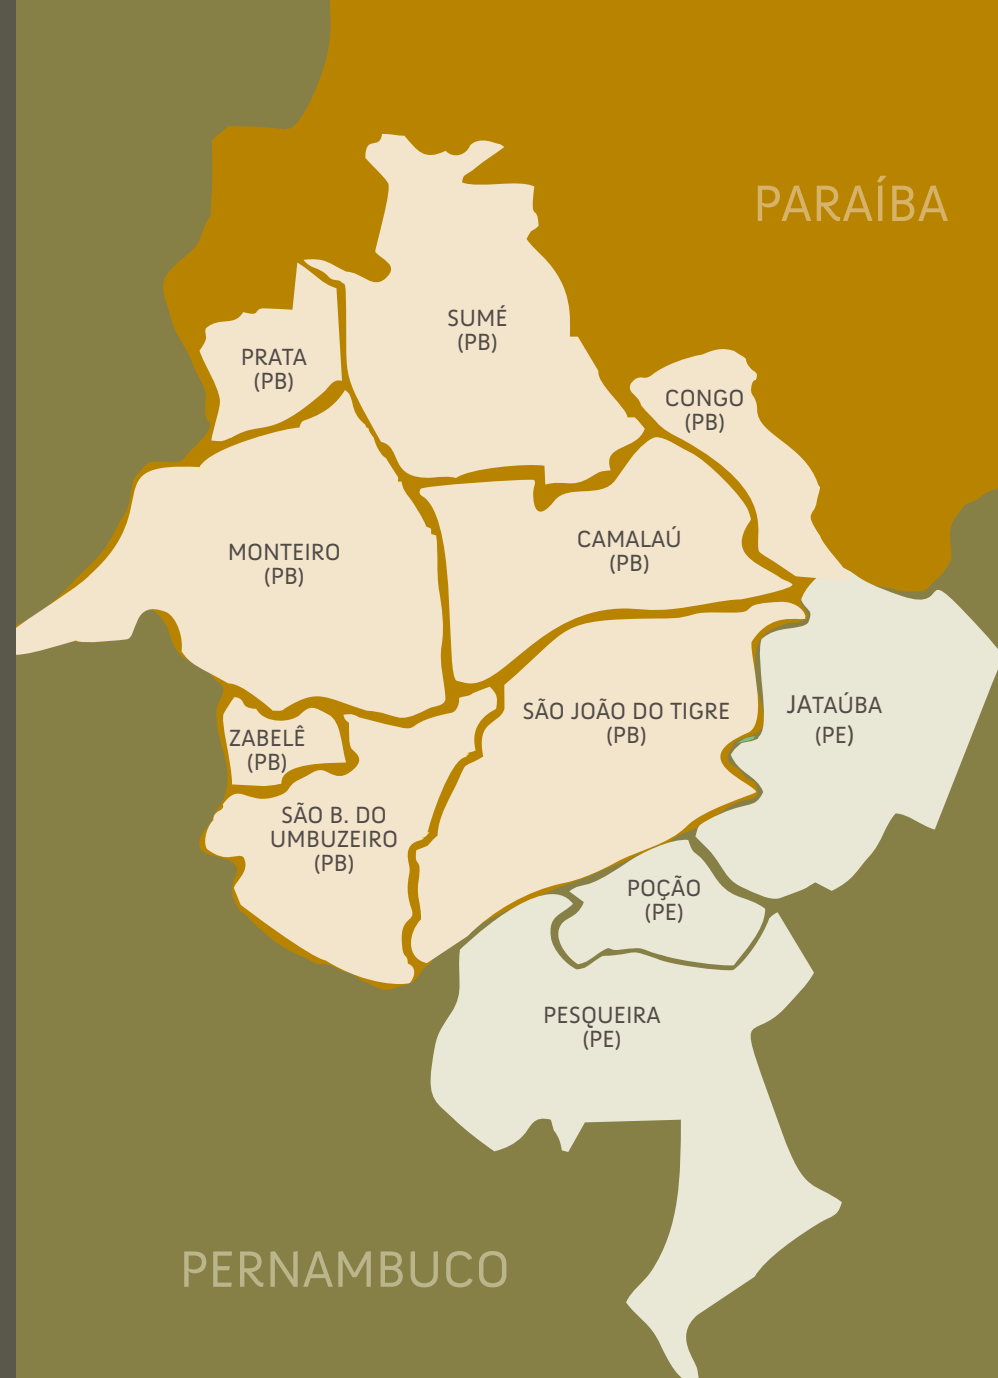 PARAÍBA
SUMÉ
(PB)
PRATA
(PB)
CONGO
(PB)
MONTEIRO
(PB)
CAMALAÚ
(PB)
SÃO JOÃO DO TIGRE
(PB)
JATAÚBA
(PE)
ZABELÊ
(PB)
SÃO B. DO
UMBUZEIRO
(PB)
POÇÃO
(PE)
PESQUEIRA
(PE)
PERNAMBUCO